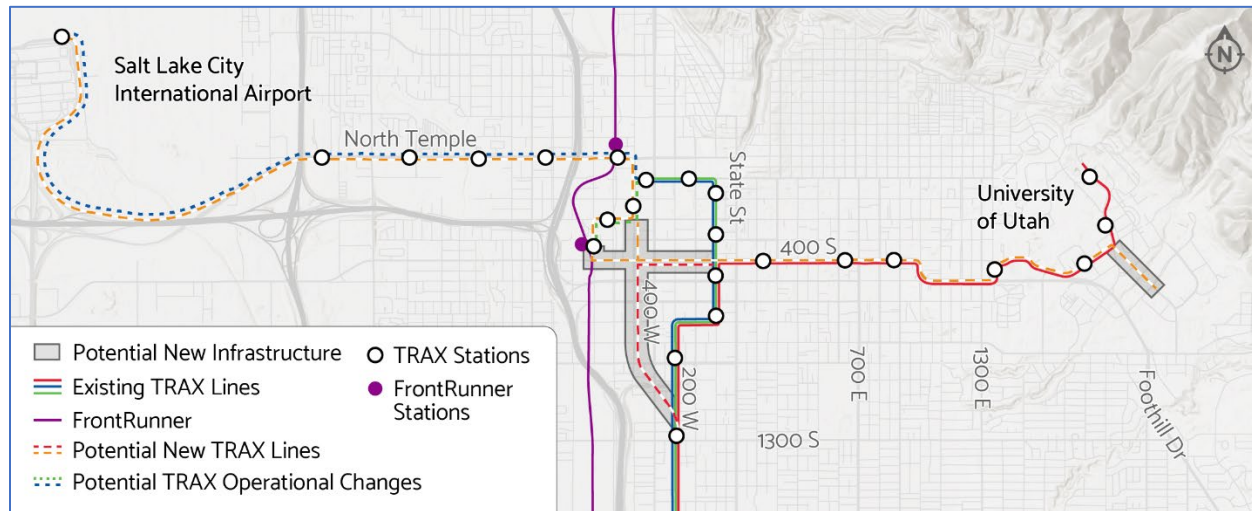 Salt Lake City
International Airport
North Temple
State St
University
of Utah
N
400 S
400 W
200 W
700 E
1300 E
Foothill Dr
1300 S
Potential New Infrastructure
Existing TRAX Lines
FrontRunner
Potential New TRAX Lines
Potential TRAX Operational Changes
TRAX Stations
FrontRunner
Stations